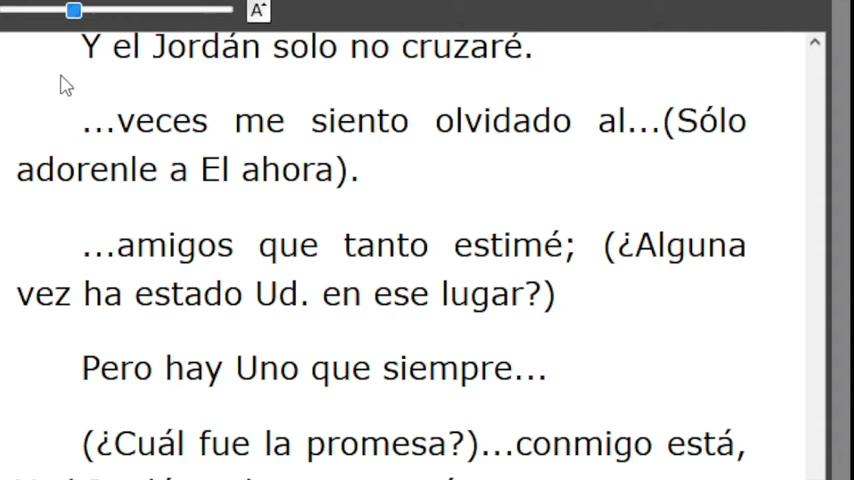 A
Y el Jordán solo no cruzaré.
...veces me siento olvidado al...(Sólo
adorenle a El ahora).
...amigos que tanto estimé; (¿Alguna
vez ha estado Ud. en ese lugar?)
Pero hay Uno que siempre...
(¿Cuál fue la promesa?)...conmigo está,